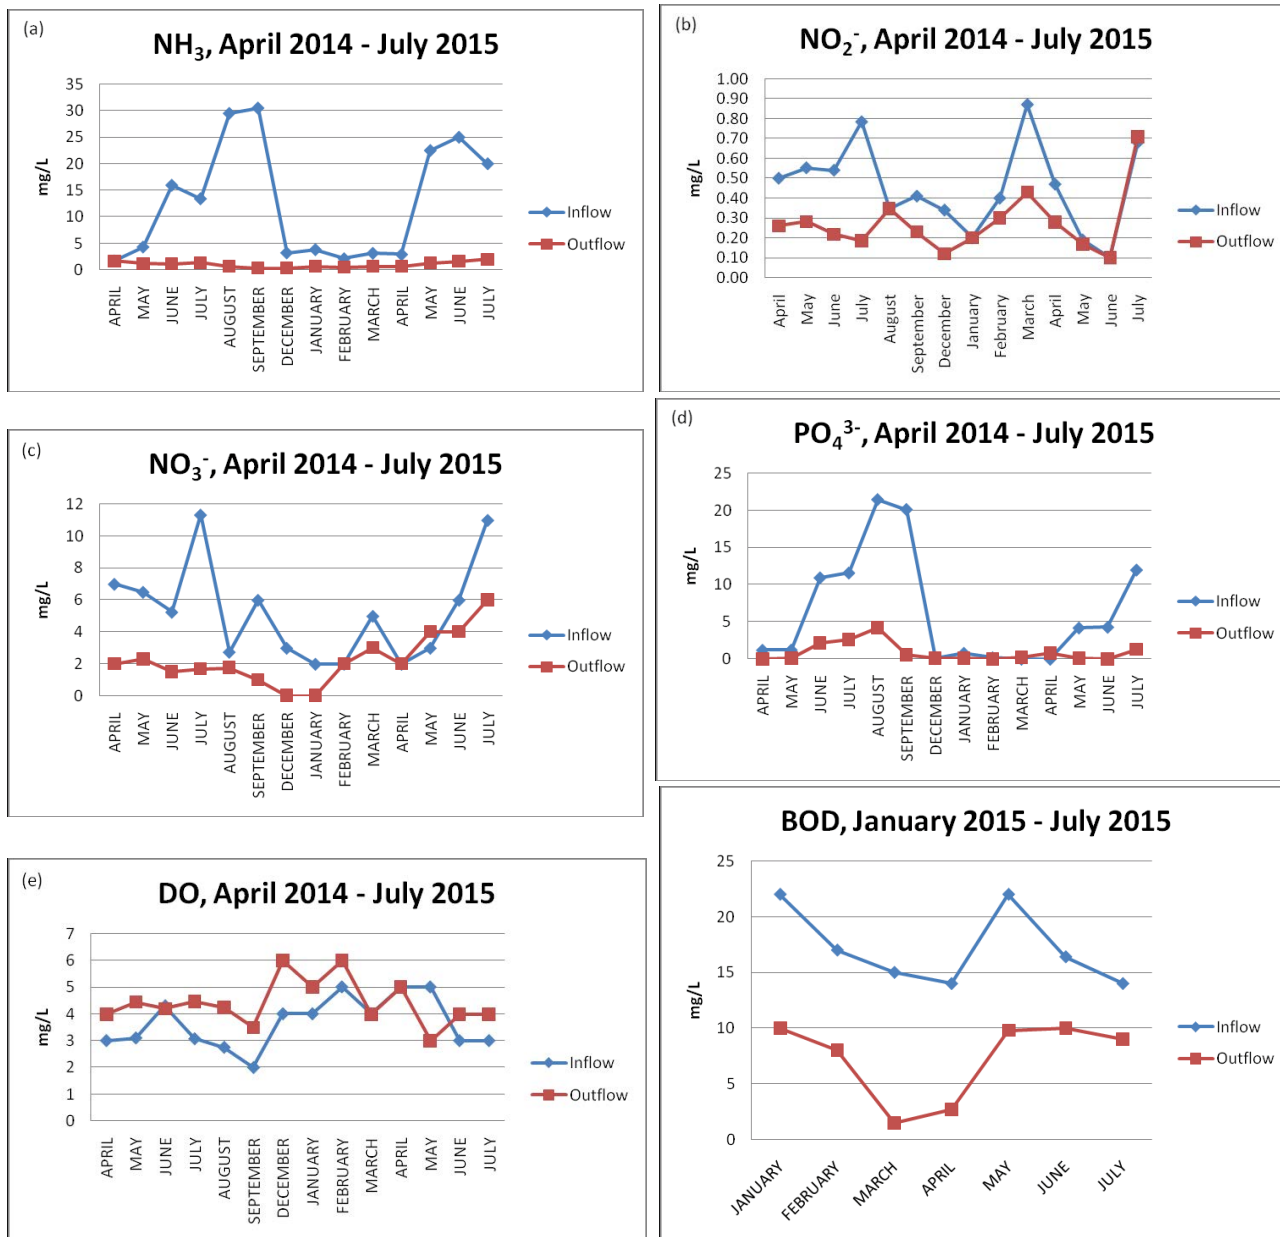 (a)
NH₃, April 2014 - July 2015
35
30
25
20
15
10
5
0
mg/L
APRIL
MAY
JUNE
JULY
AUGUST
SEPTEMBER
DECEMBER
JANUARY
FEBRUARY
MARCH
APRIL
MAY
JUNE
JULY
Inflow
Outflow
(b)
NO₂⁻, April 2014 - July 2015
1.00
0.90
0.80
0.70
0.60
0.50
0.40
0.30
0.20
0.10
0.00
mg/L
April
May
June
July
August
September
December
January
February
March
April
May
June
July
Inflow
Outflow
(c)
NO₃⁻, April 2014 - July 2015
12
10
8
6
4
2
0
mg/L
APRIL
MAY
JUNE
JULY
AUGUST
SEPTEMBER
DECEMBER
JANUARY
FEBRUARY
MARCH
APRIL
MAY
JUNE
JULY
Inflow
Outflow
(d)
PO₄³⁻, April 2014 - July 2015
25
20
15
10
5
0
mg/L
APRIL
MAY
JUNE
JULY
AUGUST
SEPTEMBER
DECEMBER
JANUARY
FEBRUARY
MARCH
APRIL
MAY
JUNE
JULY
Inflow
Outflow
(e)
DO, April 2014 - July 2015
7
6
5
4
3
2
1
0
mg/L
APRIL
MAY
JUNE
JULY
AUGUST
SEPTEMBER
DECEMBER
JANUARY
FEBRUARY
MARCH
APRIL
MAY
JUNE
JULY
Inflow
Outflow
BOD, January 2015 - July 2015
25
20
15
10
5
0
mg/L
JANUARY
FEBRUARY
MARCH
APRIL
MAY
JUNE
JULY
Inflow
Outflow